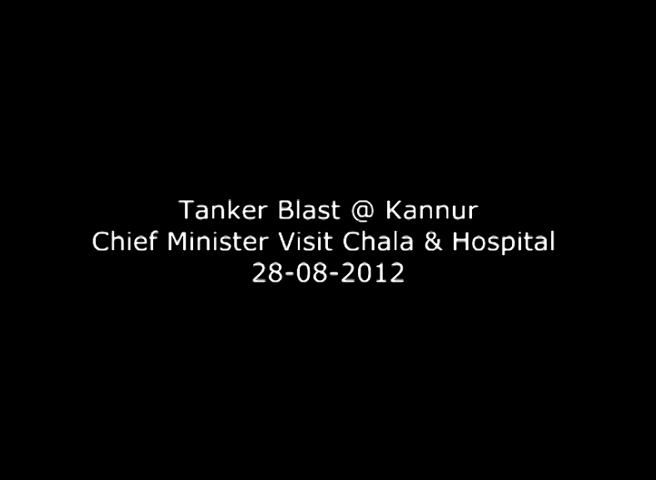 Tanker Blast @ Kannur
Chief Minister Visit Chala & Hospital
28-08-2012